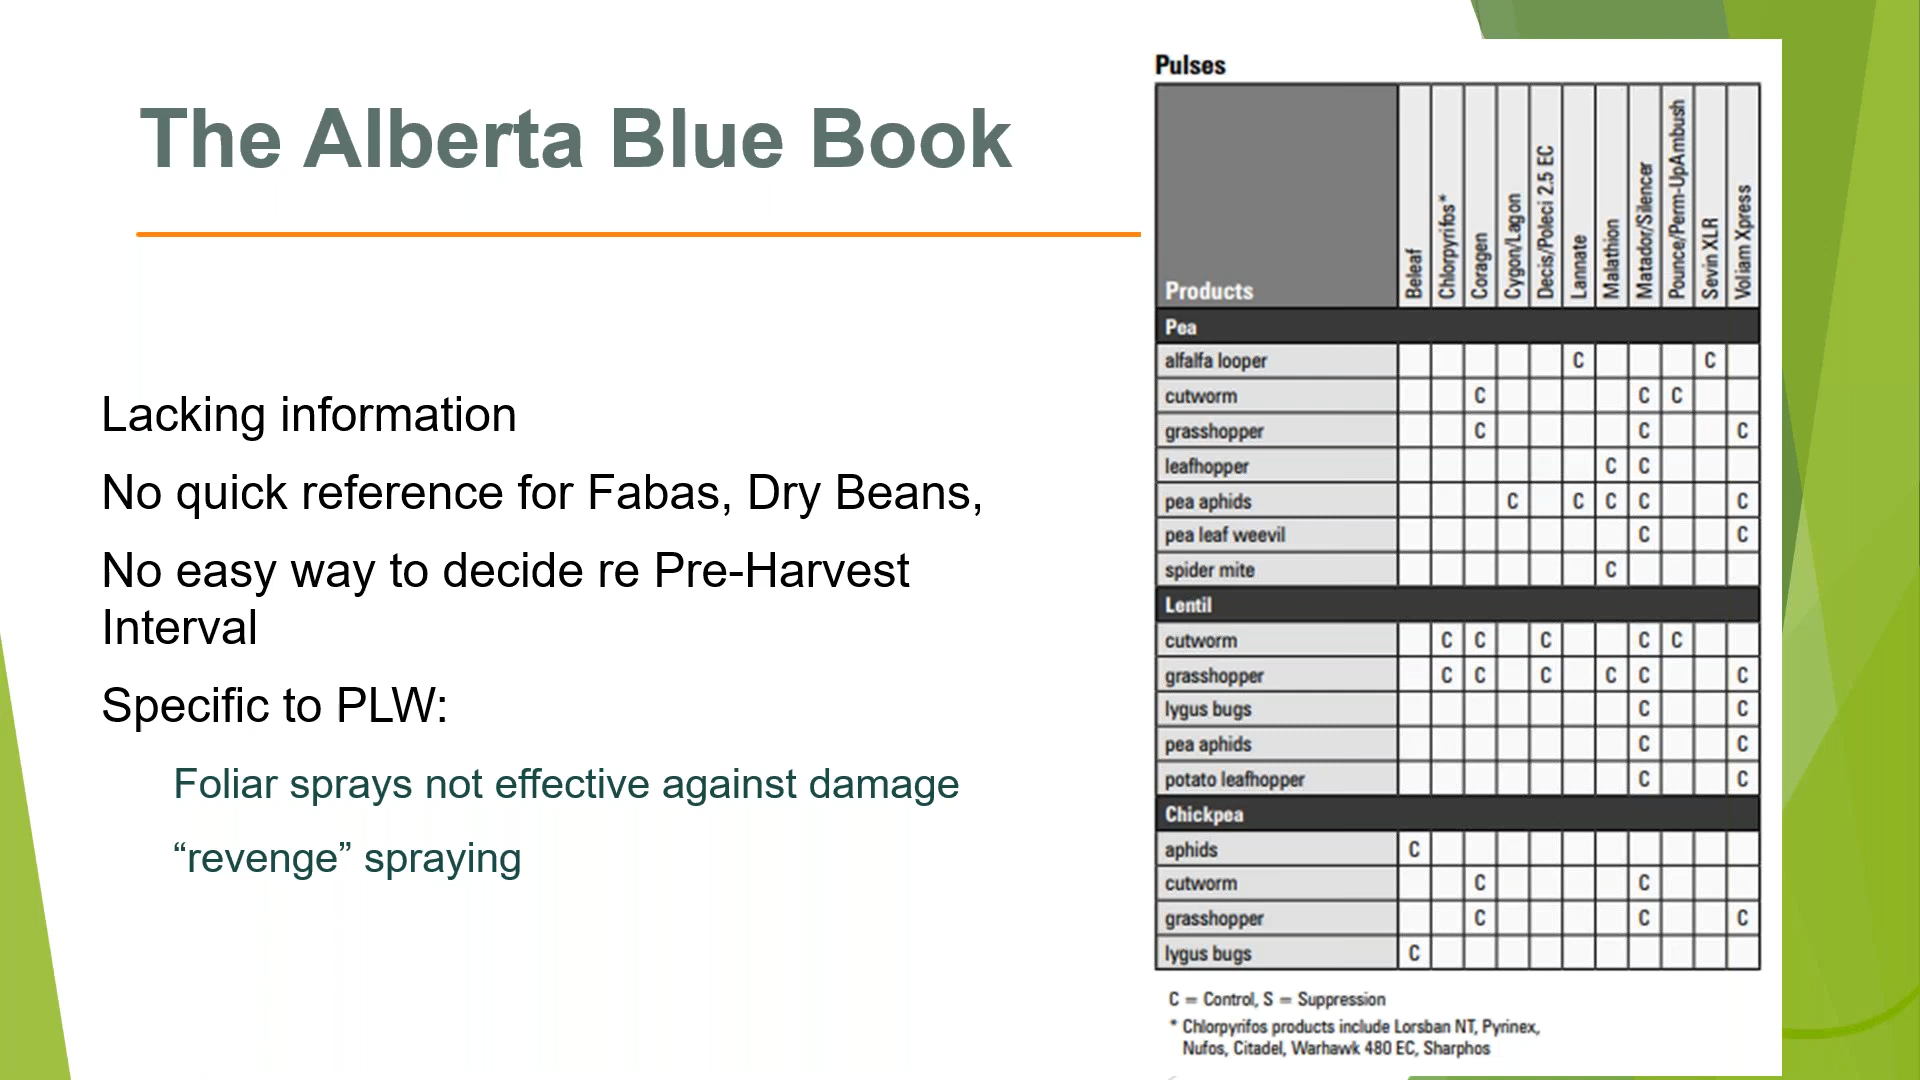 The Alberta Blue Book
Lacking information
No quick reference for Fabas, Dry Beans,
No easy way to decide re Pre-Harvest
Interval
Specific to PLW:
Foliar sprays not effective against damage
“revenge” spraying
Pulses
Products Beleaf Chlorpyrifos* Coragen Cygon/Lagon Decis/Poleci 2.5 EC Lannate Malathion Matador/Silencer Pounce/Perm-UpAmbush Sevin XLR Voliam Xpress
Pea
alfalfa looper C C
cutworm C C C
grasshopper C C C
leafhopper C C
pea aphids C C C C C
pea leaf weevil C C
spider mite C
Lentil
cutworm C C C C C
grasshopper C C C C C C
lygus bugs C C
pea aphids C C
potato leafhopper C C
Chickpea
aphids C
cutworm C C
grasshopper C C C
lygus bugs C
C = Control, S = Suppression
* Chlorpyrifos products include Lorsban NT, Pyrinex,
Nufos, Citadel, Warhawk 480 EC, Sharphos